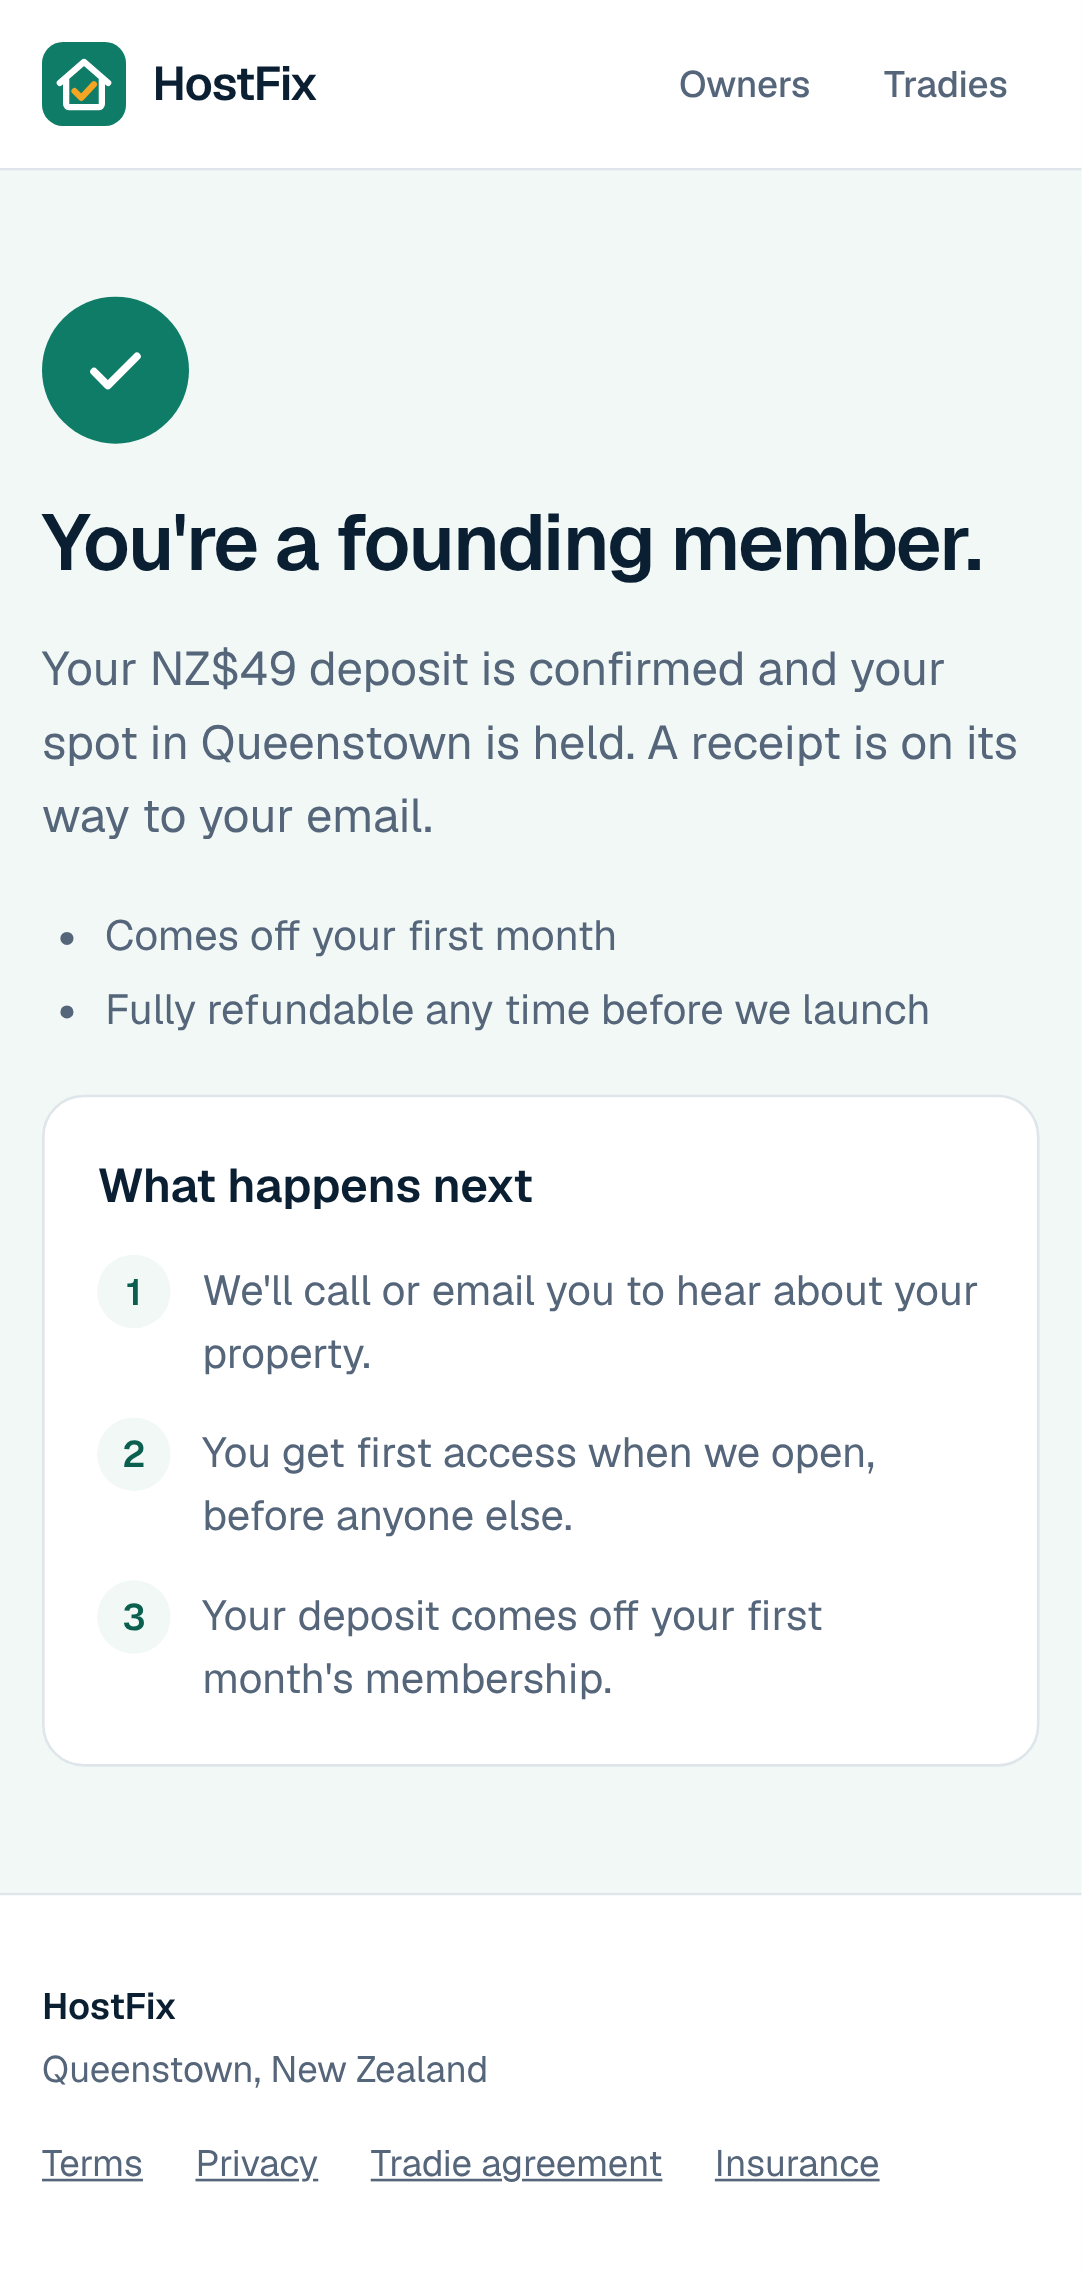 HostFix
Owners
Tradies
You're a founding member.
Your NZ$49 deposit is confirmed and your
spot in Queenstown is held. A receipt is on its
way to your email.
• Comes off your first month
• Fully refundable any time before we launch
What happens next
1 We'll call or email you to hear about your
property.
2 You get first access when we open,
before anyone else.
3 Your deposit comes off your first
month's membership.
HostFix
Queenstown, New Zealand
Terms Privacy Tradie agreement Insurance